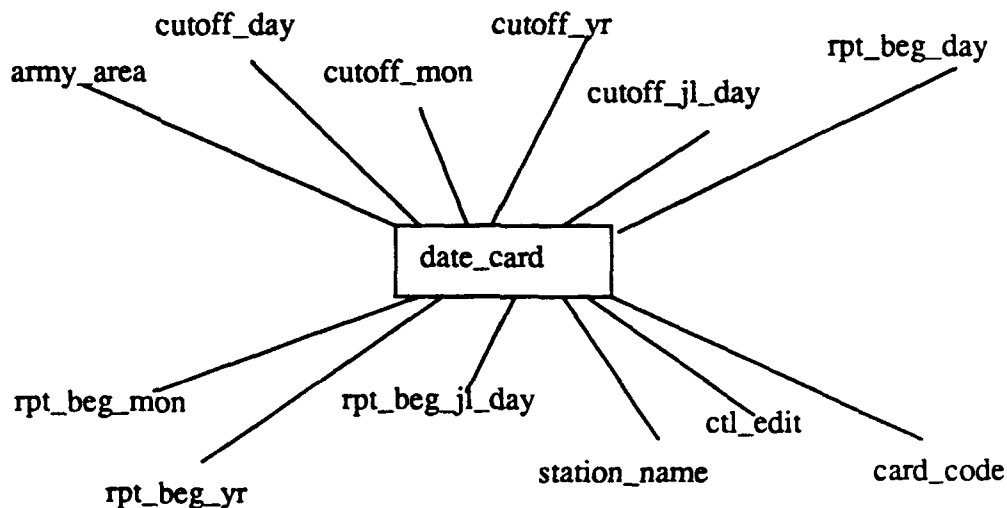 cutoff_day
cutoff_yr
rpt_beg_day
army_area
cutoff_mon
cutoff_jl_day
date_card
rpt_beg_mon
rpt_beg_jl_day
ctl_edit
station_name
card_code
rpt_beg_yr